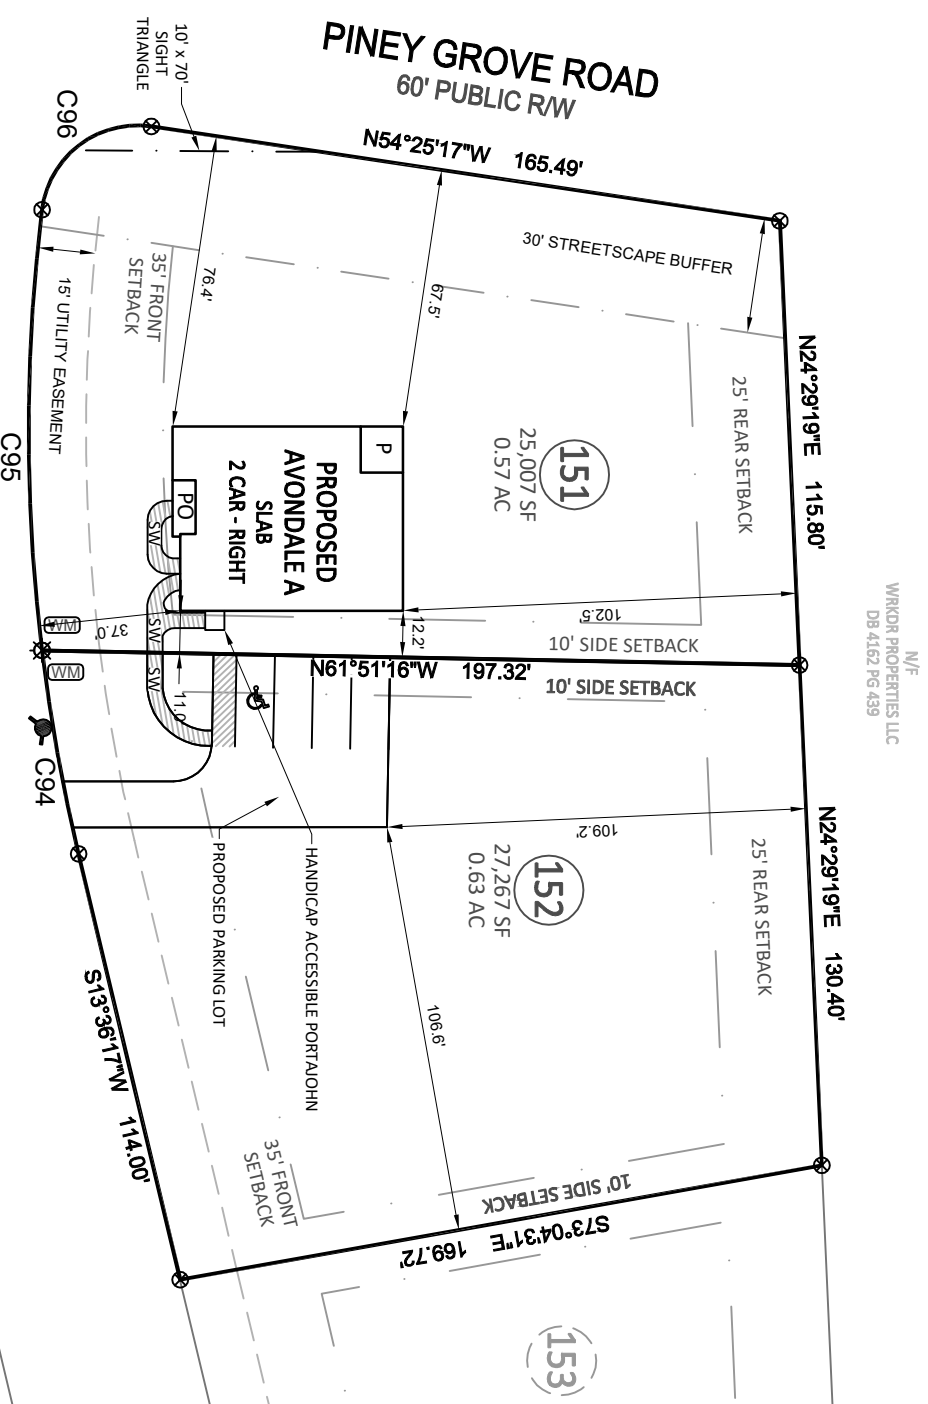 PINEY GROVE ROAD
60' PUBLIC R/W
10' x 70'
SIGHT
TRIANGLE
C96
N54°25'17"W 165.49'
30' STREETSCAPE BUFFER
76.4'
67.5'
35' FRONT
SETBACK
15' UTILITY EASEMENT
C95
N24°29'19"E 115.80'
25' REAR SETBACK
151
25,007 SF
0.57 AC
P
PROPOSED
AVONDALE A
SLAB
2 CAR - RIGHT
PO
SW
SW
SW
WM
WM
37.0'
12.2'
102.5'
11.0'
10' SIDE SETBACK
N61°51'16"W 197.32'
10' SIDE SETBACK
N/F
WRKDR PROPERTIES LLC
DB 4162 PG 439
C94
PROPOSED PARKING LOT
HANDICAP ACCESSIBLE PORTAJOHN
109.2'
152
27,267 SF
0.63 AC
25' REAR SETBACK
N24°29'19"E 130.40'
106.6'
S13°36'17"W 114.00'
35' FRONT
SETBACK
10' SIDE SETBACK
S73°04'31"E 169.72'
153